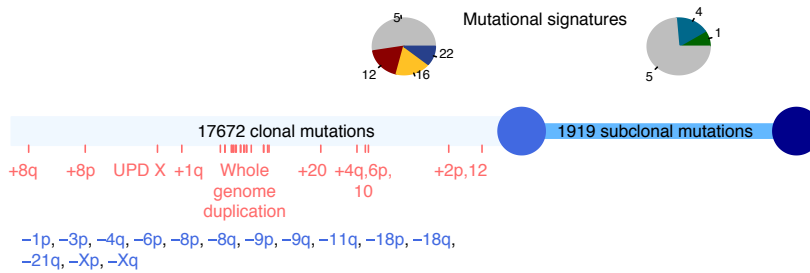 Mutational signatures
5
12
16
22
4
1
5
17672 clonal mutations
1919 subclonal mutations
+8q +8p UPD X +1q Whole genome duplication +20 +4q,6p, 10 +2p,12
–1p, –3p, –4q, –6p, –8p, –8q, –9p, –9q, –11q, –18p, –18q,
–21q, –Xp, –Xq